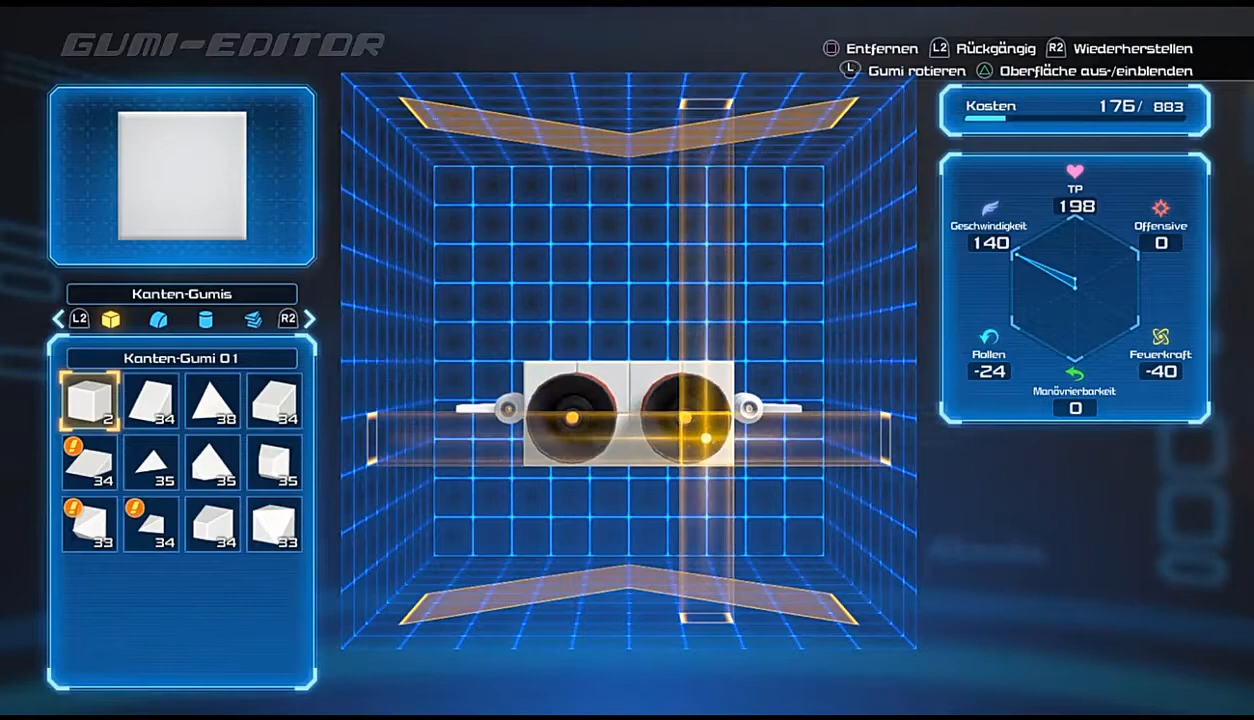 GUMI-EDITOR
Entfernen L2 Rückgängig R2 Wiederherstellen
L Gumi rotieren Oberfläche aus-/einblenden
Kosten 176/ 883
TP
198
Geschwindigkeit
140
Offensive
0
Rollen
-24
Feuerkraft
-40
Manövrierbarkeit
0
Kanten-Gumis
L2 R2
Kanten-Gumi 01
2 34 38 34
! 34 35 35 35
! 33 ! 34 34 33